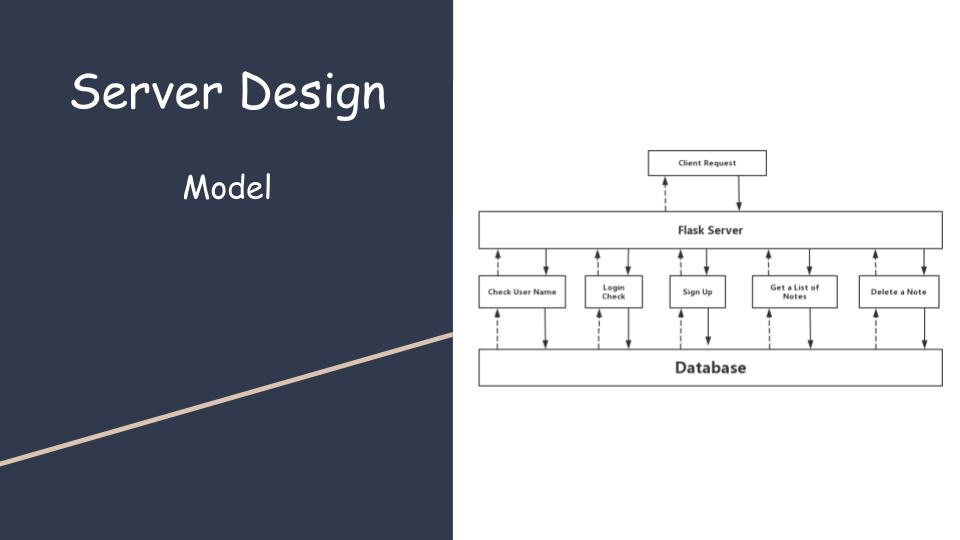 Server Design
Model
Client Request
Flask Server
Check User Name
Login
Check
Sign Up
Get a List of
Notes
Delete a Note
Database